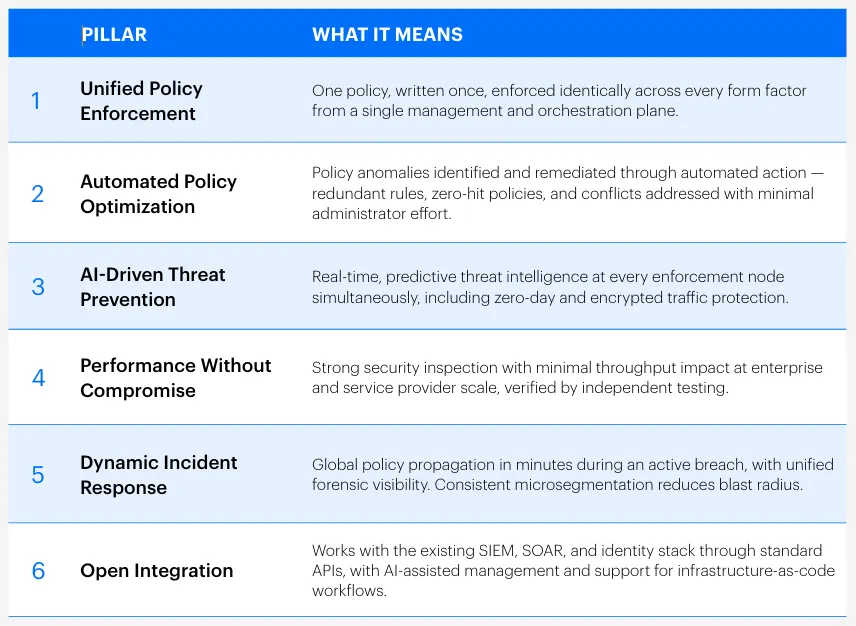 PILLAR
WHAT IT MEANS
1
Unified Policy
Enforcement
One policy, written once, enforced identically across every form factor
from a single management and orchestration plane.
2
Automated Policy
Optimization
Policy anomalies identified and remediated through automated action —
redundant rules, zero-hit policies, and conflicts addressed with minimal
administrator effort.
3
AI-Driven Threat
Prevention
Real-time, predictive threat intelligence at every enforcement node
simultaneously, including zero-day and encrypted traffic protection.
4
Performance Without
Compromise
Strong security inspection with minimal throughput impact at enterprise
and service provider scale, verified by independent testing.
5
Dynamic Incident
Response
Global policy propagation in minutes during an active breach, with unified
forensic visibility. Consistent microsegmentation reduces blast radius.
6
Open Integration
Works with the existing SIEM, SOAR, and identity stack through standard
APIs, with AI-assisted management and support for infrastructure-as-code
workflows.